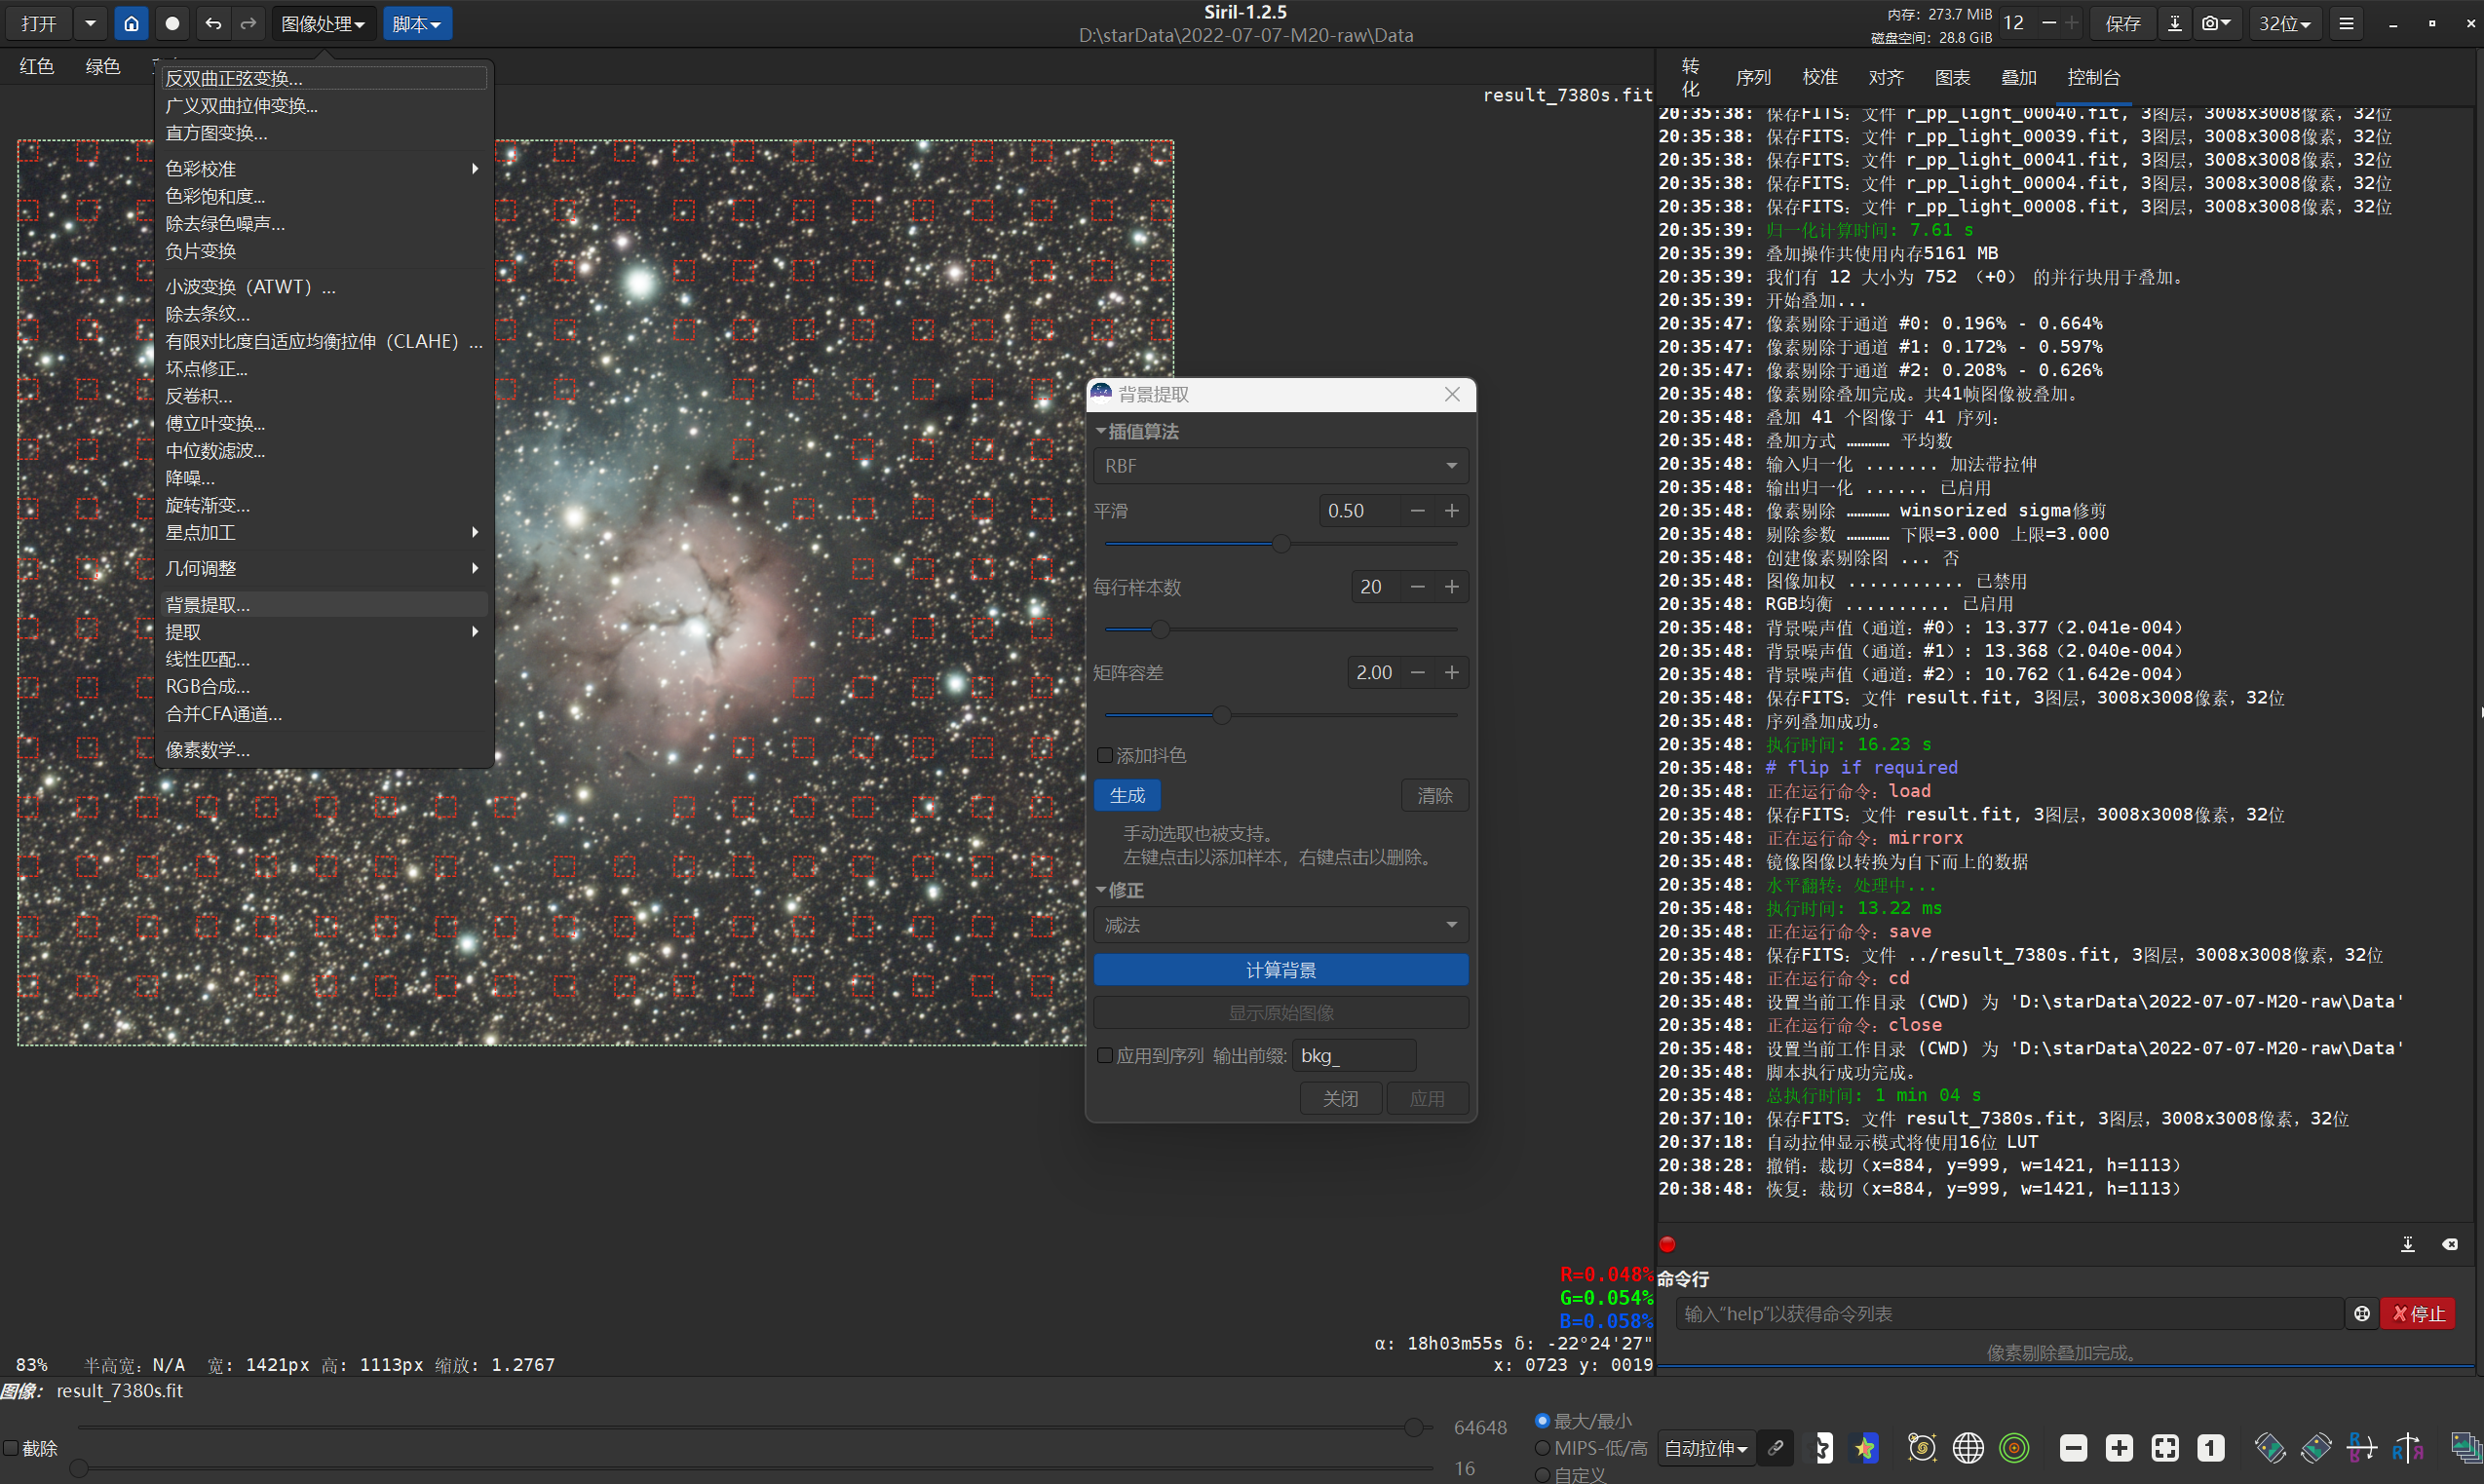 打开
图像处理
脚本
Siril-1.2.5
D:\starData\2022-07-07-M20-raw\Data
内存：273.7 MiB
磁盘空间：28.8 GiB
12
保存
32位
红色
绿色
result_7380s.fit
反双曲正弦变换...
广义双曲拉伸变换...
直方图变换...
色彩校准
色彩饱和度...
除去绿色噪声...
负片变换
小波变换（ATWT）...
除去条纹...
有限对比度自适应均衡拉伸（CLAHE）...
坏点修正...
反卷积...
傅立叶变换...
中位数滤波...
降噪...
旋转渐变...
星点加工
几何调整
背景提取...
提取
线性匹配...
RGB合成...
合并CFA通道...
像素数学...
背景提取
插值算法
RBF
平滑
0.50
每行样本数
20
矩阵容差
2.00
添加抖色
生成
清除
手动选取也被支持。
左键点击以添加样本，右键点击以删除。
修正
减法
计算背景
显示原始图像
应用到序列 输出前缀: bkg_
关闭
应用
转化
序列
校准
对齐
图表
叠加
控制台
20:35:38: 保存FITS：文件 r_pp_light_00040.fit, 3图层，3008x3008像素，32位
20:35:38: 保存FITS：文件 r_pp_light_00039.fit, 3图层，3008x3008像素，32位
20:35:38: 保存FITS：文件 r_pp_light_00041.fit, 3图层，3008x3008像素，32位
20:35:38: 保存FITS：文件 r_pp_light_00004.fit, 3图层，3008x3008像素，32位
20:35:38: 保存FITS：文件 r_pp_light_00008.fit, 3图层，3008x3008像素，32位
20:35:39: 归一化计算时间: 7.61 s
20:35:39: 叠加操作共使用内存5161 MB
20:35:39: 我们有 12 大小为 752 （+0） 的并行块用于叠加。
20:35:39: 开始叠加...
20:35:47: 像素剔除于通道 #0: 0.196% - 0.664%
20:35:47: 像素剔除于通道 #1: 0.172% - 0.597%
20:35:47: 像素剔除于通道 #2: 0.208% - 0.626%
20:35:48: 像素剔除叠加完成。共41帧图像被叠加。
20:35:48: 叠加 41 个图像于 41 序列：
20:35:48: 叠加方式 ………… 平均数
20:35:48: 输入归一化 ....... 加法带拉伸
20:35:48: 输出归一化 ...... 已启用
20:35:48: 像素剔除 ………… winsorized sigma修剪
20:35:48: 剔除参数 ………… 下限=3.000 上限=3.000
20:35:48: 创建像素剔除图 ... 否
20:35:48: 图像加权 ........... 已禁用
20:35:48: RGB均衡 .......... 已启用
20:35:48: 背景噪声值（通道：#0）: 13.377（2.041e-004）
20:35:48: 背景噪声值（通道：#1）: 13.368（2.040e-004）
20:35:48: 背景噪声值（通道：#2）: 10.762（1.642e-004）
20:35:48: 保存FITS：文件 result.fit, 3图层，3008x3008像素，32位
20:35:48: 序列叠加成功。
20:35:48: 执行时间: 16.23 s
20:35:48: # flip if required
20:35:48: 正在运行命令：load
20:35:48: 保存FITS：文件 result.fit, 3图层，3008x3008像素，32位
20:35:48: 正在运行命令：mirrorx
20:35:48: 镜像图像以转换为自下而上的数据
20:35:48: 水平翻转：处理中...
20:35:48: 执行时间: 13.22 ms
20:35:48: 正在运行命令：save
20:35:48: 保存FITS：文件 ../result_7380s.fit, 3图层，3008x3008像素，32位
20:35:48: 正在运行命令：cd
20:35:48: 设置当前工作目录 (CWD) 为 'D:\starData\2022-07-07-M20-raw\Data'
20:35:48: 正在运行命令：close
20:35:48: 设置当前工作目录 (CWD) 为 'D:\starData\2022-07-07-M20-raw\Data'
20:35:48: 脚本执行成功完成。
20:35:48: 总执行时间: 1 min 04 s
20:37:10: 保存FITS：文件 result_7380s.fit, 3图层，3008x3008像素，32位
20:37:18: 自动拉伸显示模式将使用16位 LUT
20:38:28: 撤销：裁切（x=884, y=999, w=1421, h=1113）
20:38:48: 恢复：裁切（x=884, y=999, w=1421, h=1113）
命令行
输入“help”以获得命令列表
停止
像素剔除叠加完成。
R=0.048%
G=0.054%
B=0.058%
α: 18h03m55s δ: -22°24'27"
x: 0723 y: 0019
83%
半高宽：N/A 宽: 1421px 高: 1113px 缩放: 1.2767
图像： result_7380s.fit
截除
64648
16
最大/最小
MIPS-低/高
自定义
自动拉伸